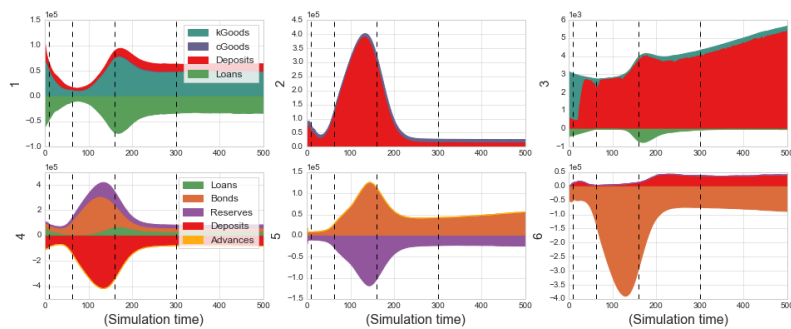 1.5 1e5
1.0
0.5
0.0
−0.5
−1.0
0 100 200 300 400 500
1
kGoods
cGoods
Deposits
Loans
4.5 1e5
4.0
3.5
3.0
2.5
2.0
1.5
1.0
0.5
0.0
0 100 200 300 400 500
2
6 1e3
5
4
3
2
1
0
−1
0 100 200 300 400 500
3
1e5
4
2
0
−2
−4
0 100 200 300 400 500
4
Loans
Bonds
Reserves
Deposits
Advances
(Simulation time)
1.5 1e5
1.0
0.5
0.0
−0.5
−1.0
−1.5
0 100 200 300 400 500
5
(Simulation time)
0.5 1e5
0.0
−0.5
−1.0
−1.5
−2.0
−2.5
−3.0
−3.5
−4.0
0 100 200 300 400 500
6
(Simulation time)